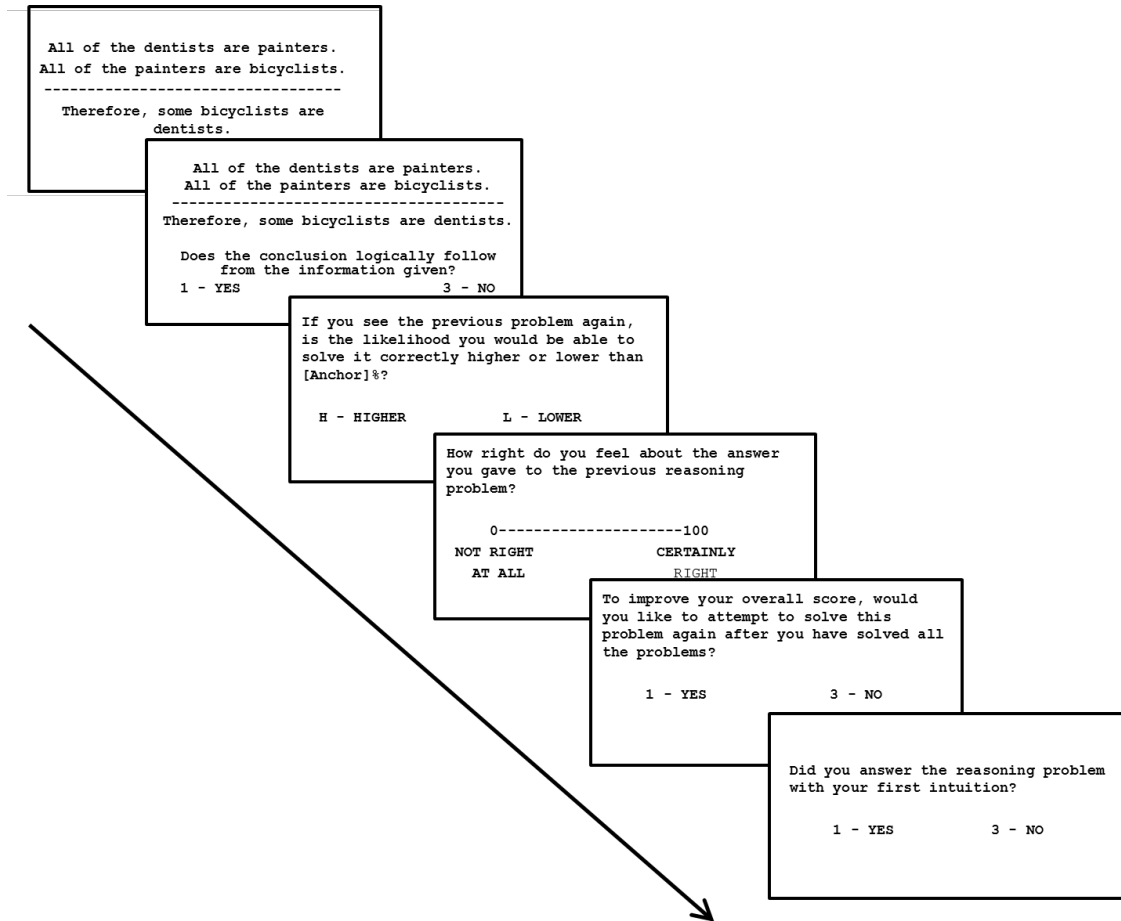 All of the dentists are painters.
All of the painters are bicyclists.
----------------------------------
Therefore, some bicyclists are
dentists.
All of the dentists are painters.
All of the painters are bicyclists.
--------------------------------------
Therefore, some bicyclists are dentists.
Does the conclusion logically follow
from the information given?
1 - YES 3 - NO
If you see the previous problem again,
is the likelihood you would be able to
solve it correctly higher or lower than
[Anchor]%?
H - HIGHER L - LOWER
How right do you feel about the answer
you gave to the previous reasoning
problem?
0----------------------100
NOT RIGHT CERTAINLY
AT ALL RIGHT
To improve your overall score, would
you like to attempt to solve this
problem again after you have solved all
the problems?
1 - YES 3 - NO
Did you answer the reasoning problem
with your first intuition?
1 - YES 3 - NO